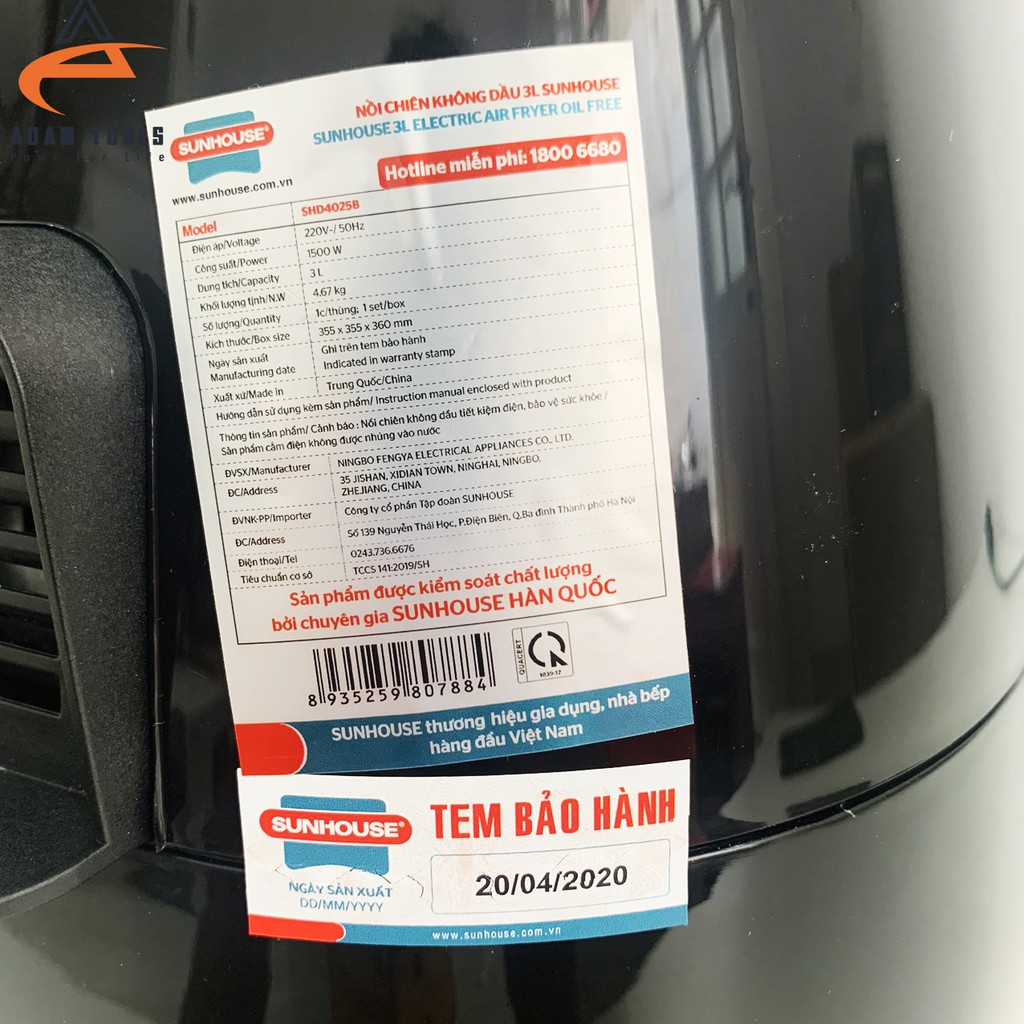 ADAM TOOLS
Power For Life
SUNHOUSE®
www.sunhouse.com.vn
NỒI CHIÊN KHÔNG DẦU 3L SUNHOUSE
SUNHOUSE 3L ELECTRIC AIR FRYER OIL FREE
Hotline miễn phí: 1800 6680
Model SHD4025B
Điện áp/Voltage 220V~/ 50Hz
Công suất/Power 1500 W
Dung tích/Capacity 3 L
Khối lượng tịnh/N.W 4.67 kg
Số lượng/Quantity 1c/thùng; 1 set/box
Kích thước/Box size 355 x 355 x 360 mm
Ngày sản xuất Ghi trên tem bảo hành
Manufacturing date Indicated in warranty stamp
Xuất xứ/Made in Trung Quốc/China
Hướng dẫn sử dụng kèm sản phẩm/ Instruction manual enclosed with product
Thông tin sản phẩm/ Cảnh báo : Nồi chiên không dầu tiết kiệm điện, bảo vệ sức khỏe /
Sản phẩm cắm điện không được nhúng vào nước
ĐVSX/Manufacturer NINGBO FENGYA ELECTRICAL APPLIANCES CO., LTD.
ĐC/Address 35 JISHAN, XIDIAN TOWN, NINGHAI, NINGBO,
ZHEJIANG, CHINA
ĐVNK-PP/Importer Công ty cổ phần Tập đoàn SUNHOUSE
ĐC/Address Số 139 Nguyễn Thái Học, P.Điện Biên, Q.Ba đình Thành phố Hà Nội
Điện thoại/Tel 0243.736.6676
Tiêu chuẩn cơ sở TCCS 141:2019/SH
Sản phẩm được kiểm soát chất lượng
bởi chuyên gia SUNHOUSE HÀN QUỐC
8 935259 807884
QUACERT
1639-17
SUNHOUSE thương hiệu gia dụng, nhà bếp
hàng đầu Việt Nam
SUNHOUSE®
TEM BẢO HÀNH
NGÀY SẢN XUẤT
DD/MM/YYYY
20/04/2020
www.sunhouse.com.vn